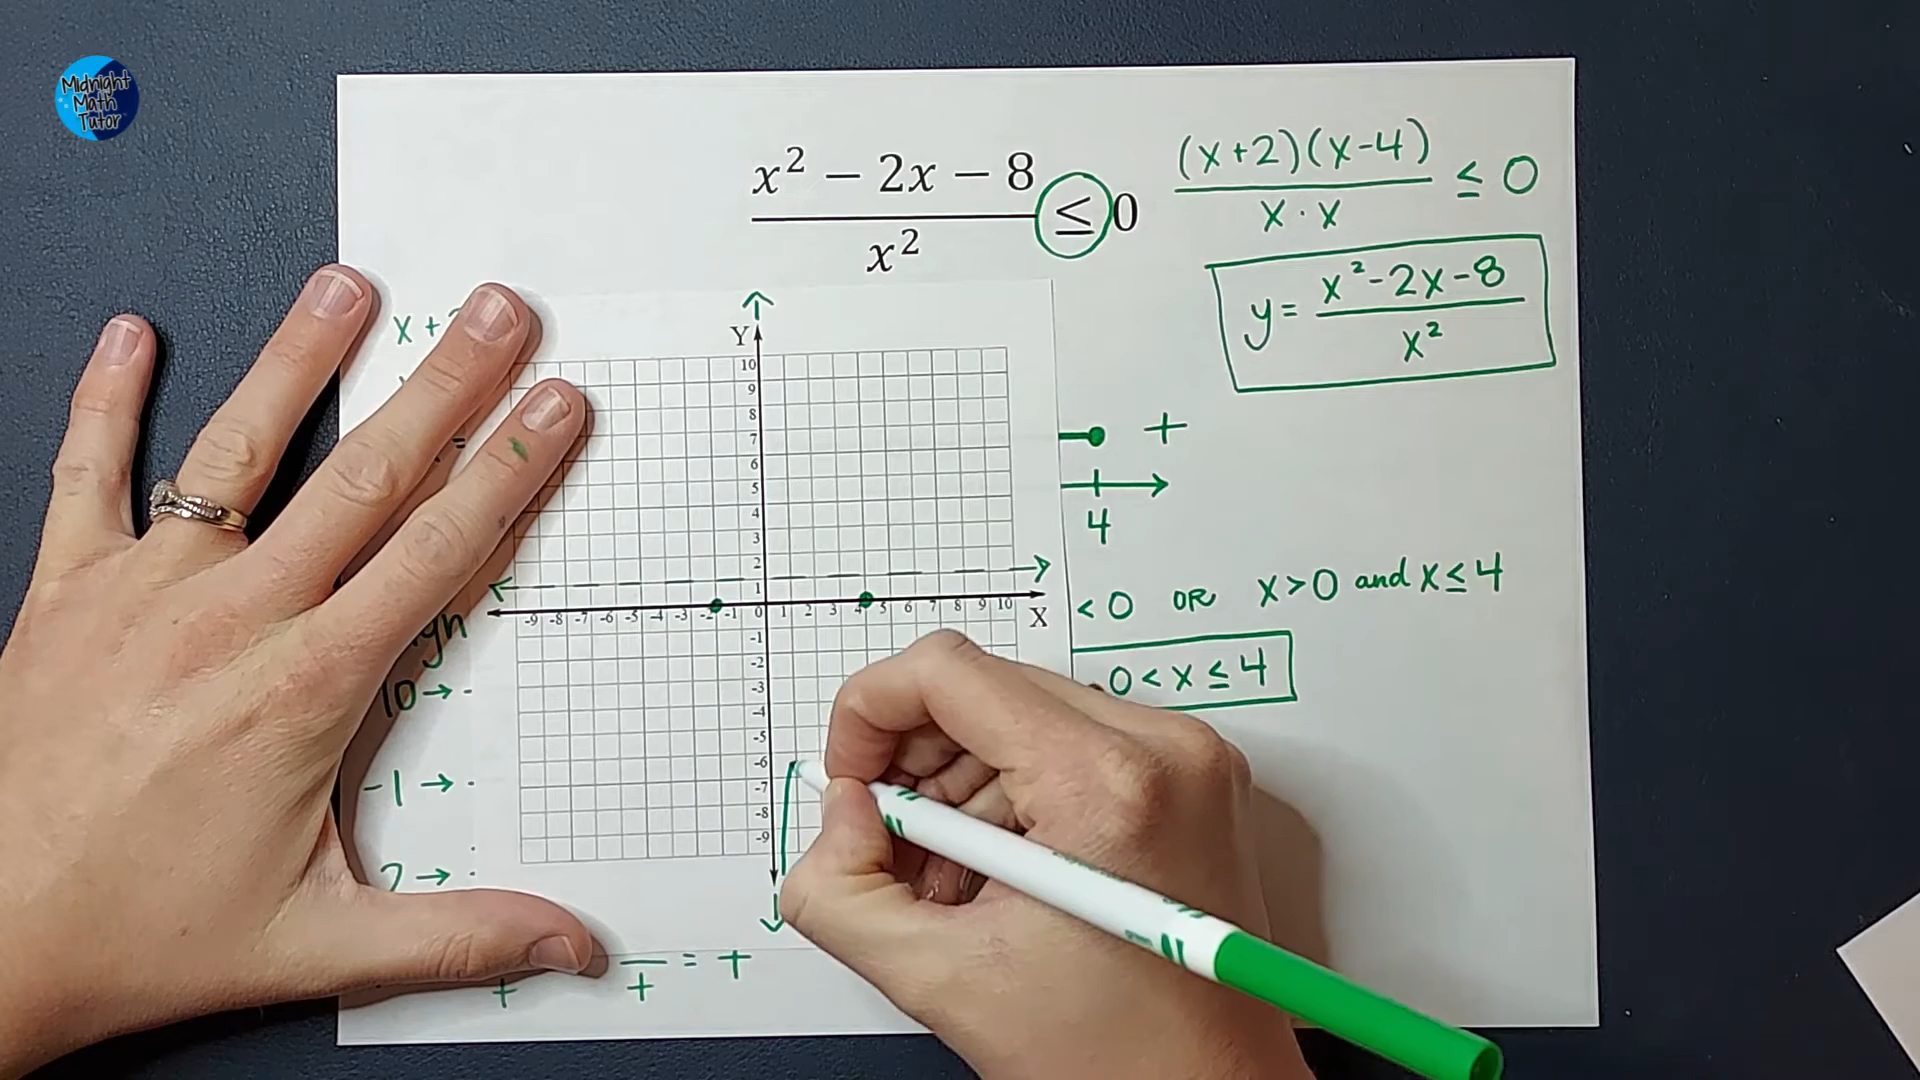 Midnight
Math
Tutor
x² − 2x − 8
x²
≤ 0
(x+2)(x-4)
x · x
≤ 0
y = x²-2x-8
x²
x +
Y
10
9
8
7
6
5
4
3
2
1
-9 -8 -7 -6 -5 -4 -3 -2 -1 0 1 2 3 4 5 6 7 8 9 10
X
-1
-2
-3
-4
-5
-6
-7
-8
-9
+
4
< 0 OR x > 0 and x ≤ 4
0 < x ≤ 4
10 → -
-1 → -
+
+
= +
green